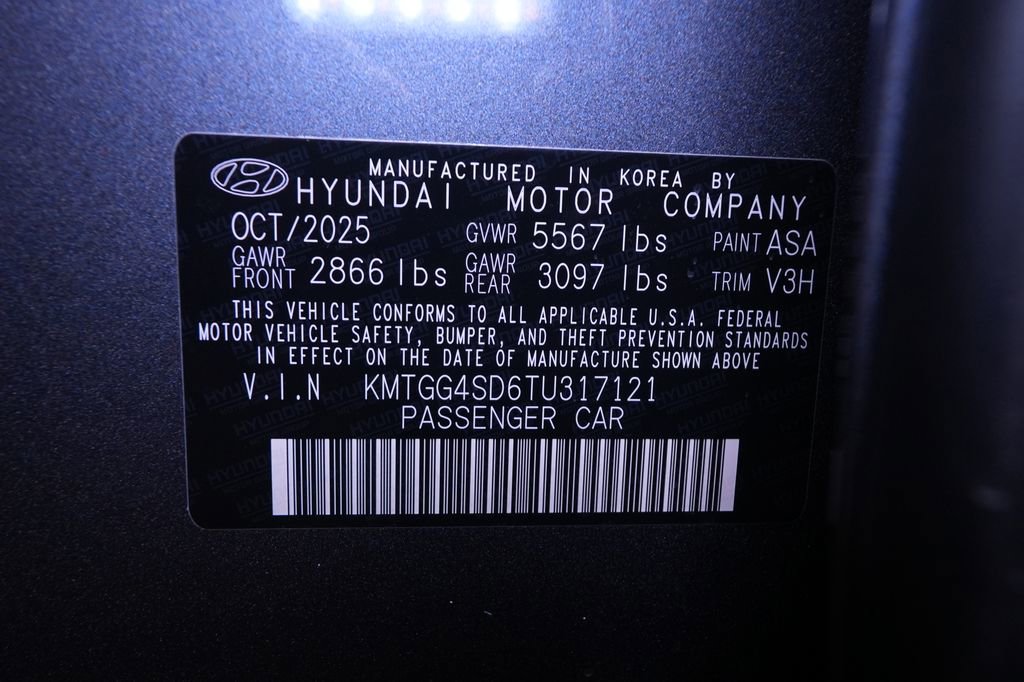 MANUFACTURED IN KOREA BY
HYUNDAI MOTOR COMPANY
OCT/2025 GVWR 5567 lbs PAINT ASA
GAWR FRONT 2866 lbs GAWR REAR 3097 lbs TRIM V3H
THIS VEHICLE CONFORMS TO ALL APPLICABLE U.S.A. FEDERAL
MOTOR VEHICLE SAFETY, BUMPER, AND THEFT PREVENTION STANDARDS
IN EFFECT ON THE DATE OF MANUFACTURE SHOWN ABOVE
V.I.N KMTGG4SD6TU317121
PASSENGER CAR